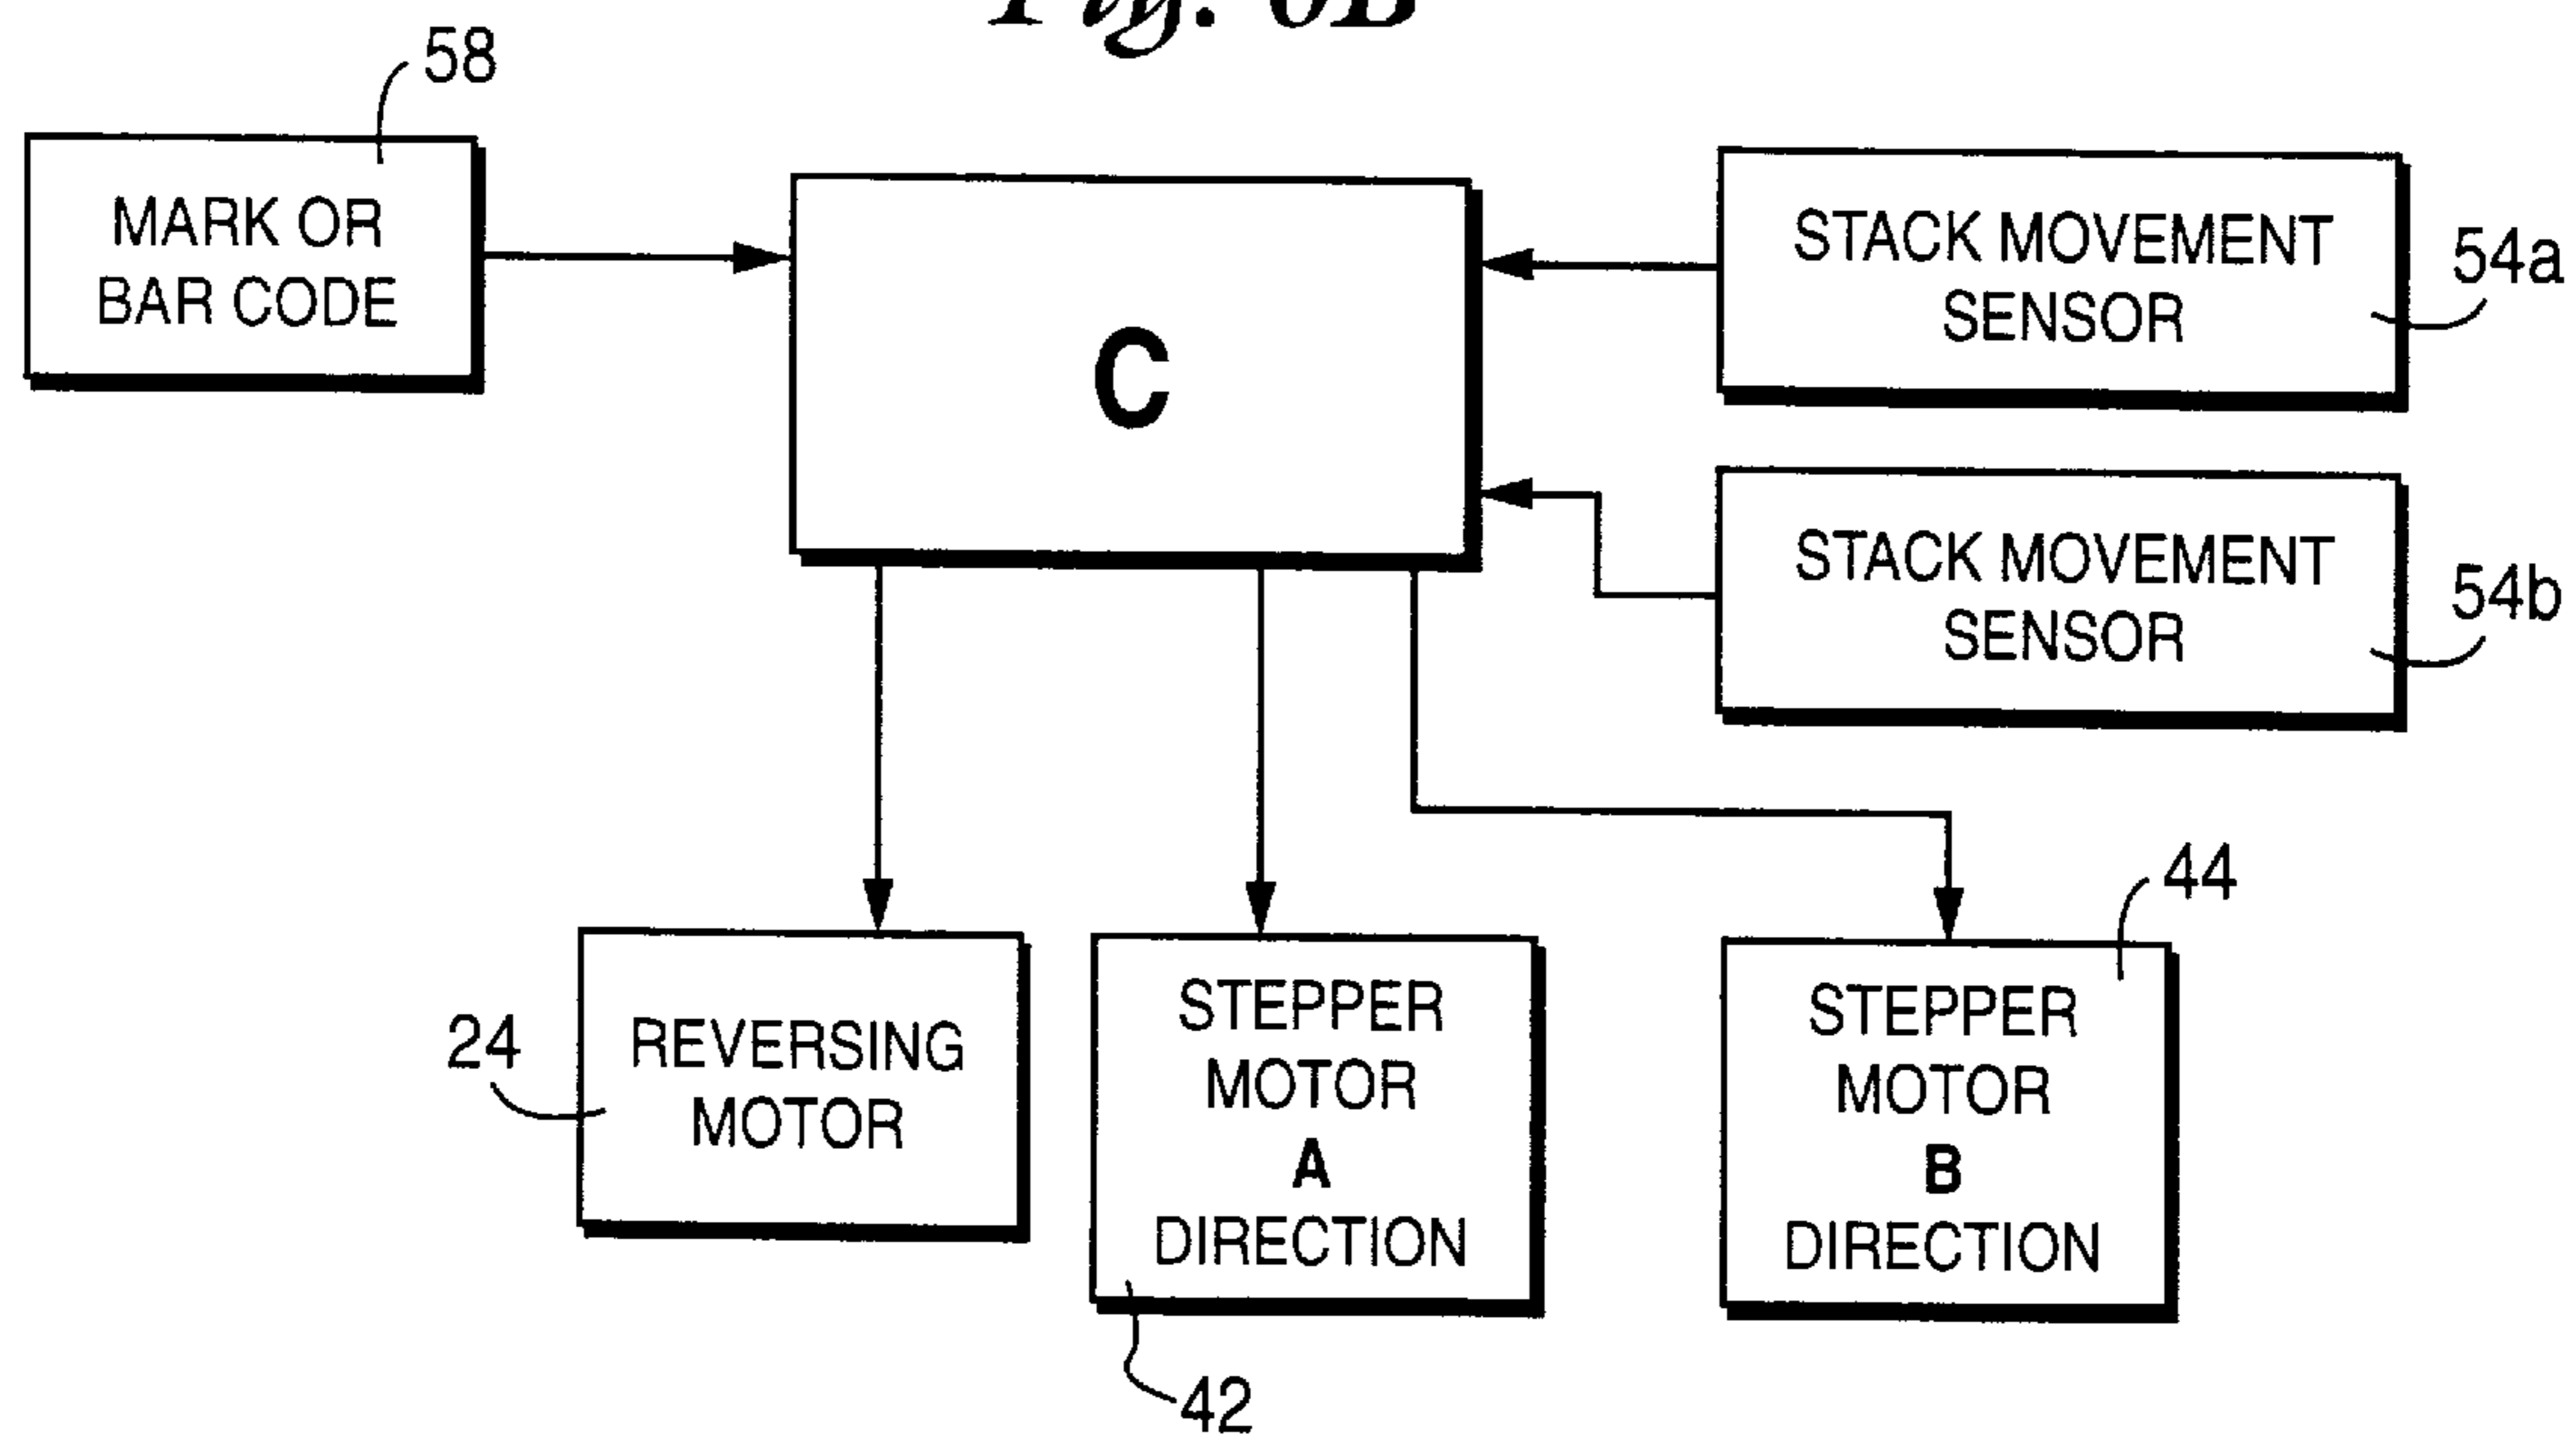 58
MARK OR
BAR CODE
C
STACK MOVEMENT
SENSOR
54a
STACK MOVEMENT
SENSOR
54b
24
REVERSING
MOTOR
STEPPER
MOTOR
A
DIRECTION
42
STEPPER
MOTOR
B
DIRECTION
44